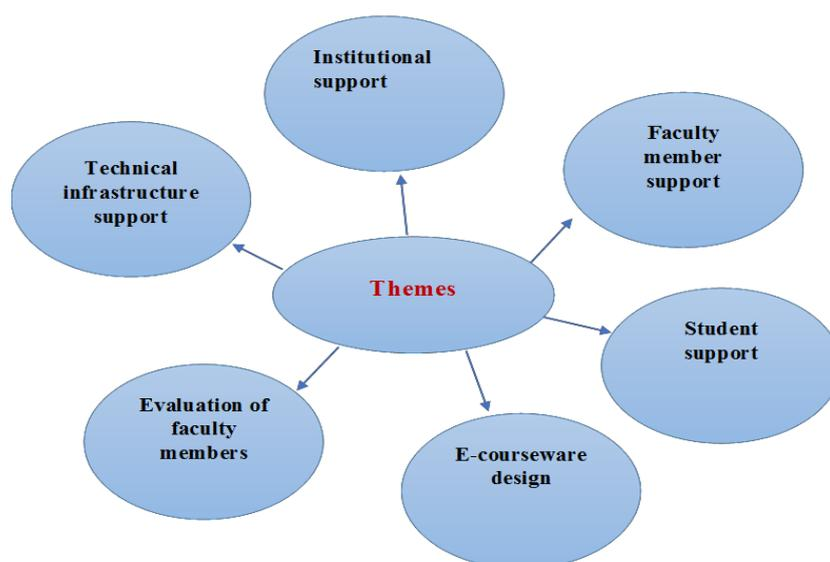 Institutional
support
Faculty
member
support
Technical
infrastructure
support
Themes
Student
support
Evaluation of
faculty
members
E-courseware
design